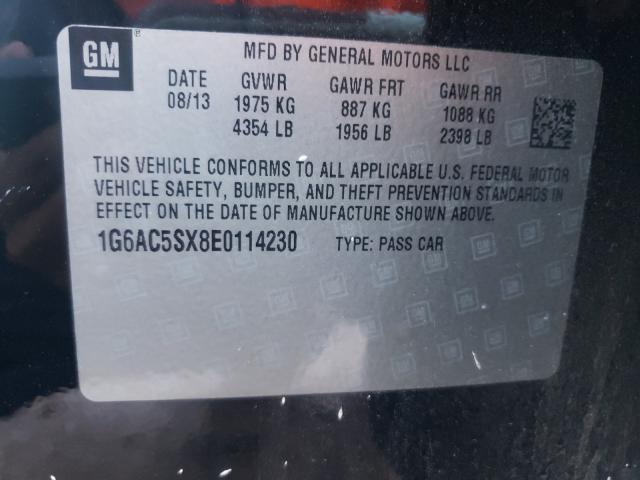 GM ® MFD BY GENERAL MOTORS LLC
DATE GVWR GAWR FRT GAWR RR
08/13 1975 KG 887 KG 1088 KG
4354 LB 1956 LB 2398 LB
THIS VEHICLE CONFORMS TO ALL APPLICABLE U.S. FEDERAL MOTOR
VEHICLE SAFETY, BUMPER, AND THEFT PREVENTION STANDARDS IN
EFFECT ON THE DATE OF MANUFACTURE SHOWN ABOVE.
1G6AC5SX8E0114230 TYPE: PASS CAR